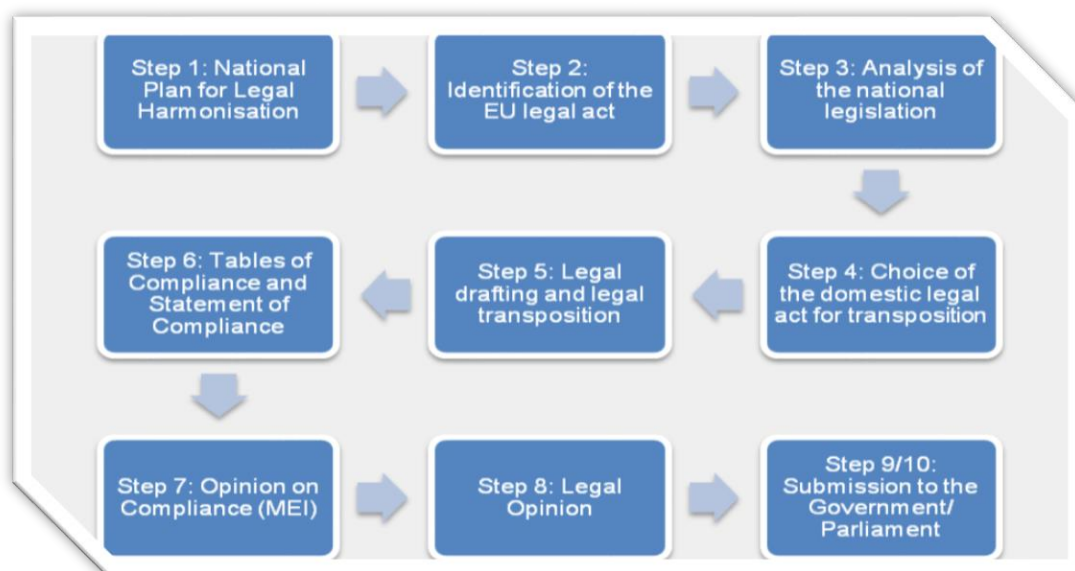 Step 1: National
Plan for Legal
Harmonisation
Step 2:
Identification of the
EU legal act
Step 3: Analysis of
the national
legislation
Step 4: Choice of
the domestic legal
act for transposition
Step 5: Legal
drafting and legal
transposition
Step 6: Tables of
Compliance and
Statement of
Compliance
Step 7: Opinion on
Compliance (MEI)
Step 8: Legal
Opinion
Step 9/10:
Submission to the
Government/
Parliament